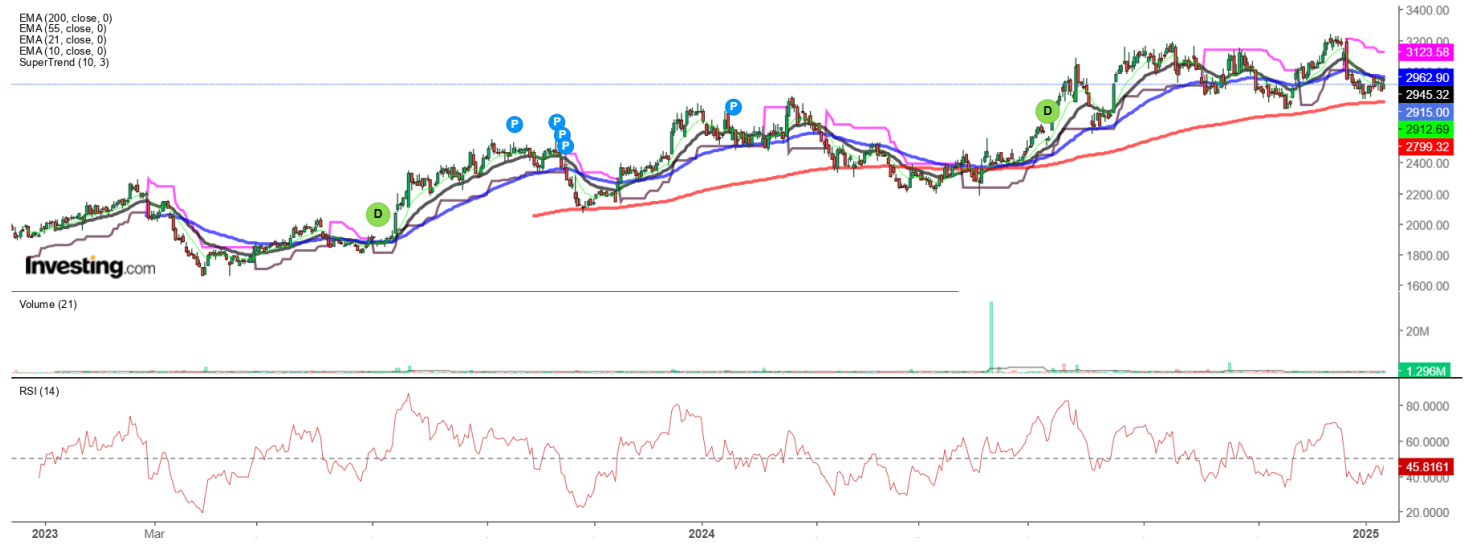 EMA (200, close, 0)
EMA (55, close, 0)
EMA (21, close, 0)
EMA (10, close, 0)
SuperTrend (10, 3)
3400.00
3200.00
3123.58
2962.90
2945.32
2915.00
2912.69
2799.32
2400.00
2200.00
2000.00
1800.00
1600.00
P
P
P
P
P
D
D
Investing.com
Volume (21)
20M
1.296M
RSI (14)
80.0000
60.0000
45.8161
40.0000
20.0000
2023 Mar 2024 2025